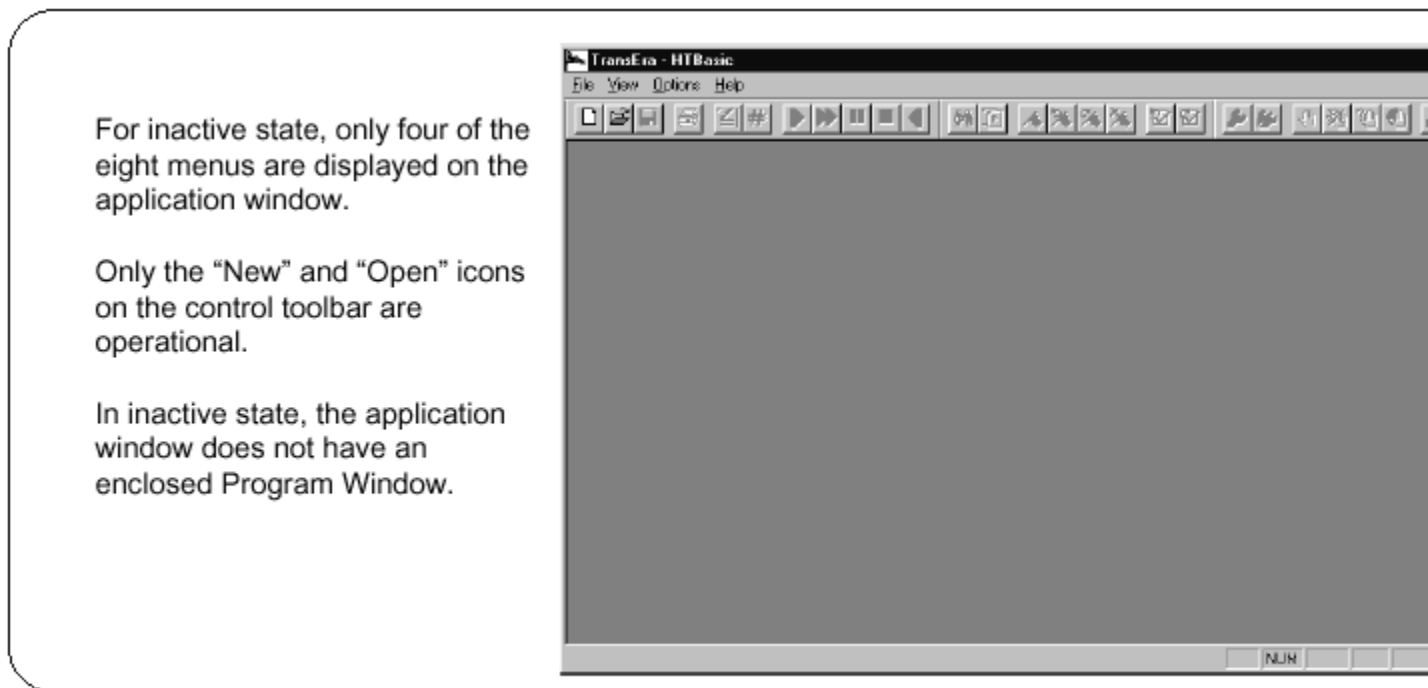 For inactive state, only four of the
eight menus are displayed on the
application window.
Only the “New” and “Open” icons
on the control toolbar are
operational.
In inactive state, the application
window does not have an
enclosed Program Window.
TransEra - HTBasic
File View Options Help
NUM